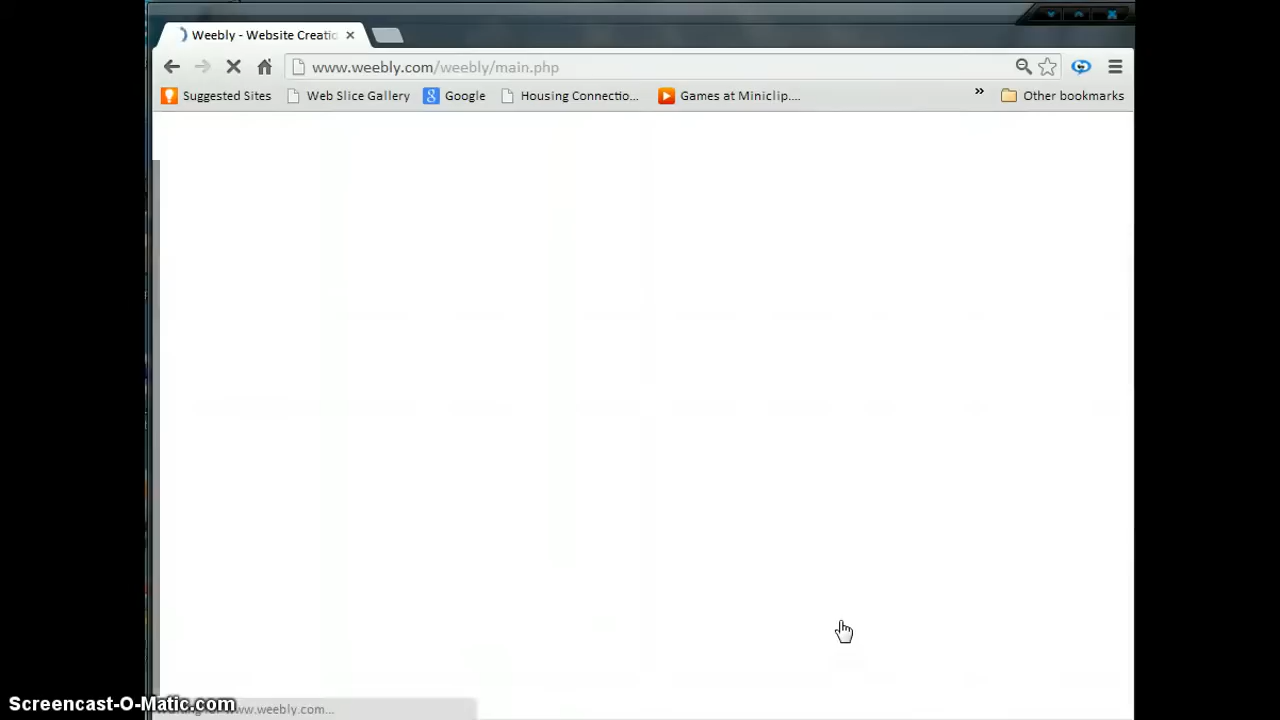 Weebly - Website Creatio
www.weebly.com/weebly/main.php
Suggested Sites Web Slice Gallery Google Housing Connectio... Games at Miniclip.... » Other bookmarks
Screencast-O-Matic.com
www.weebly.com...